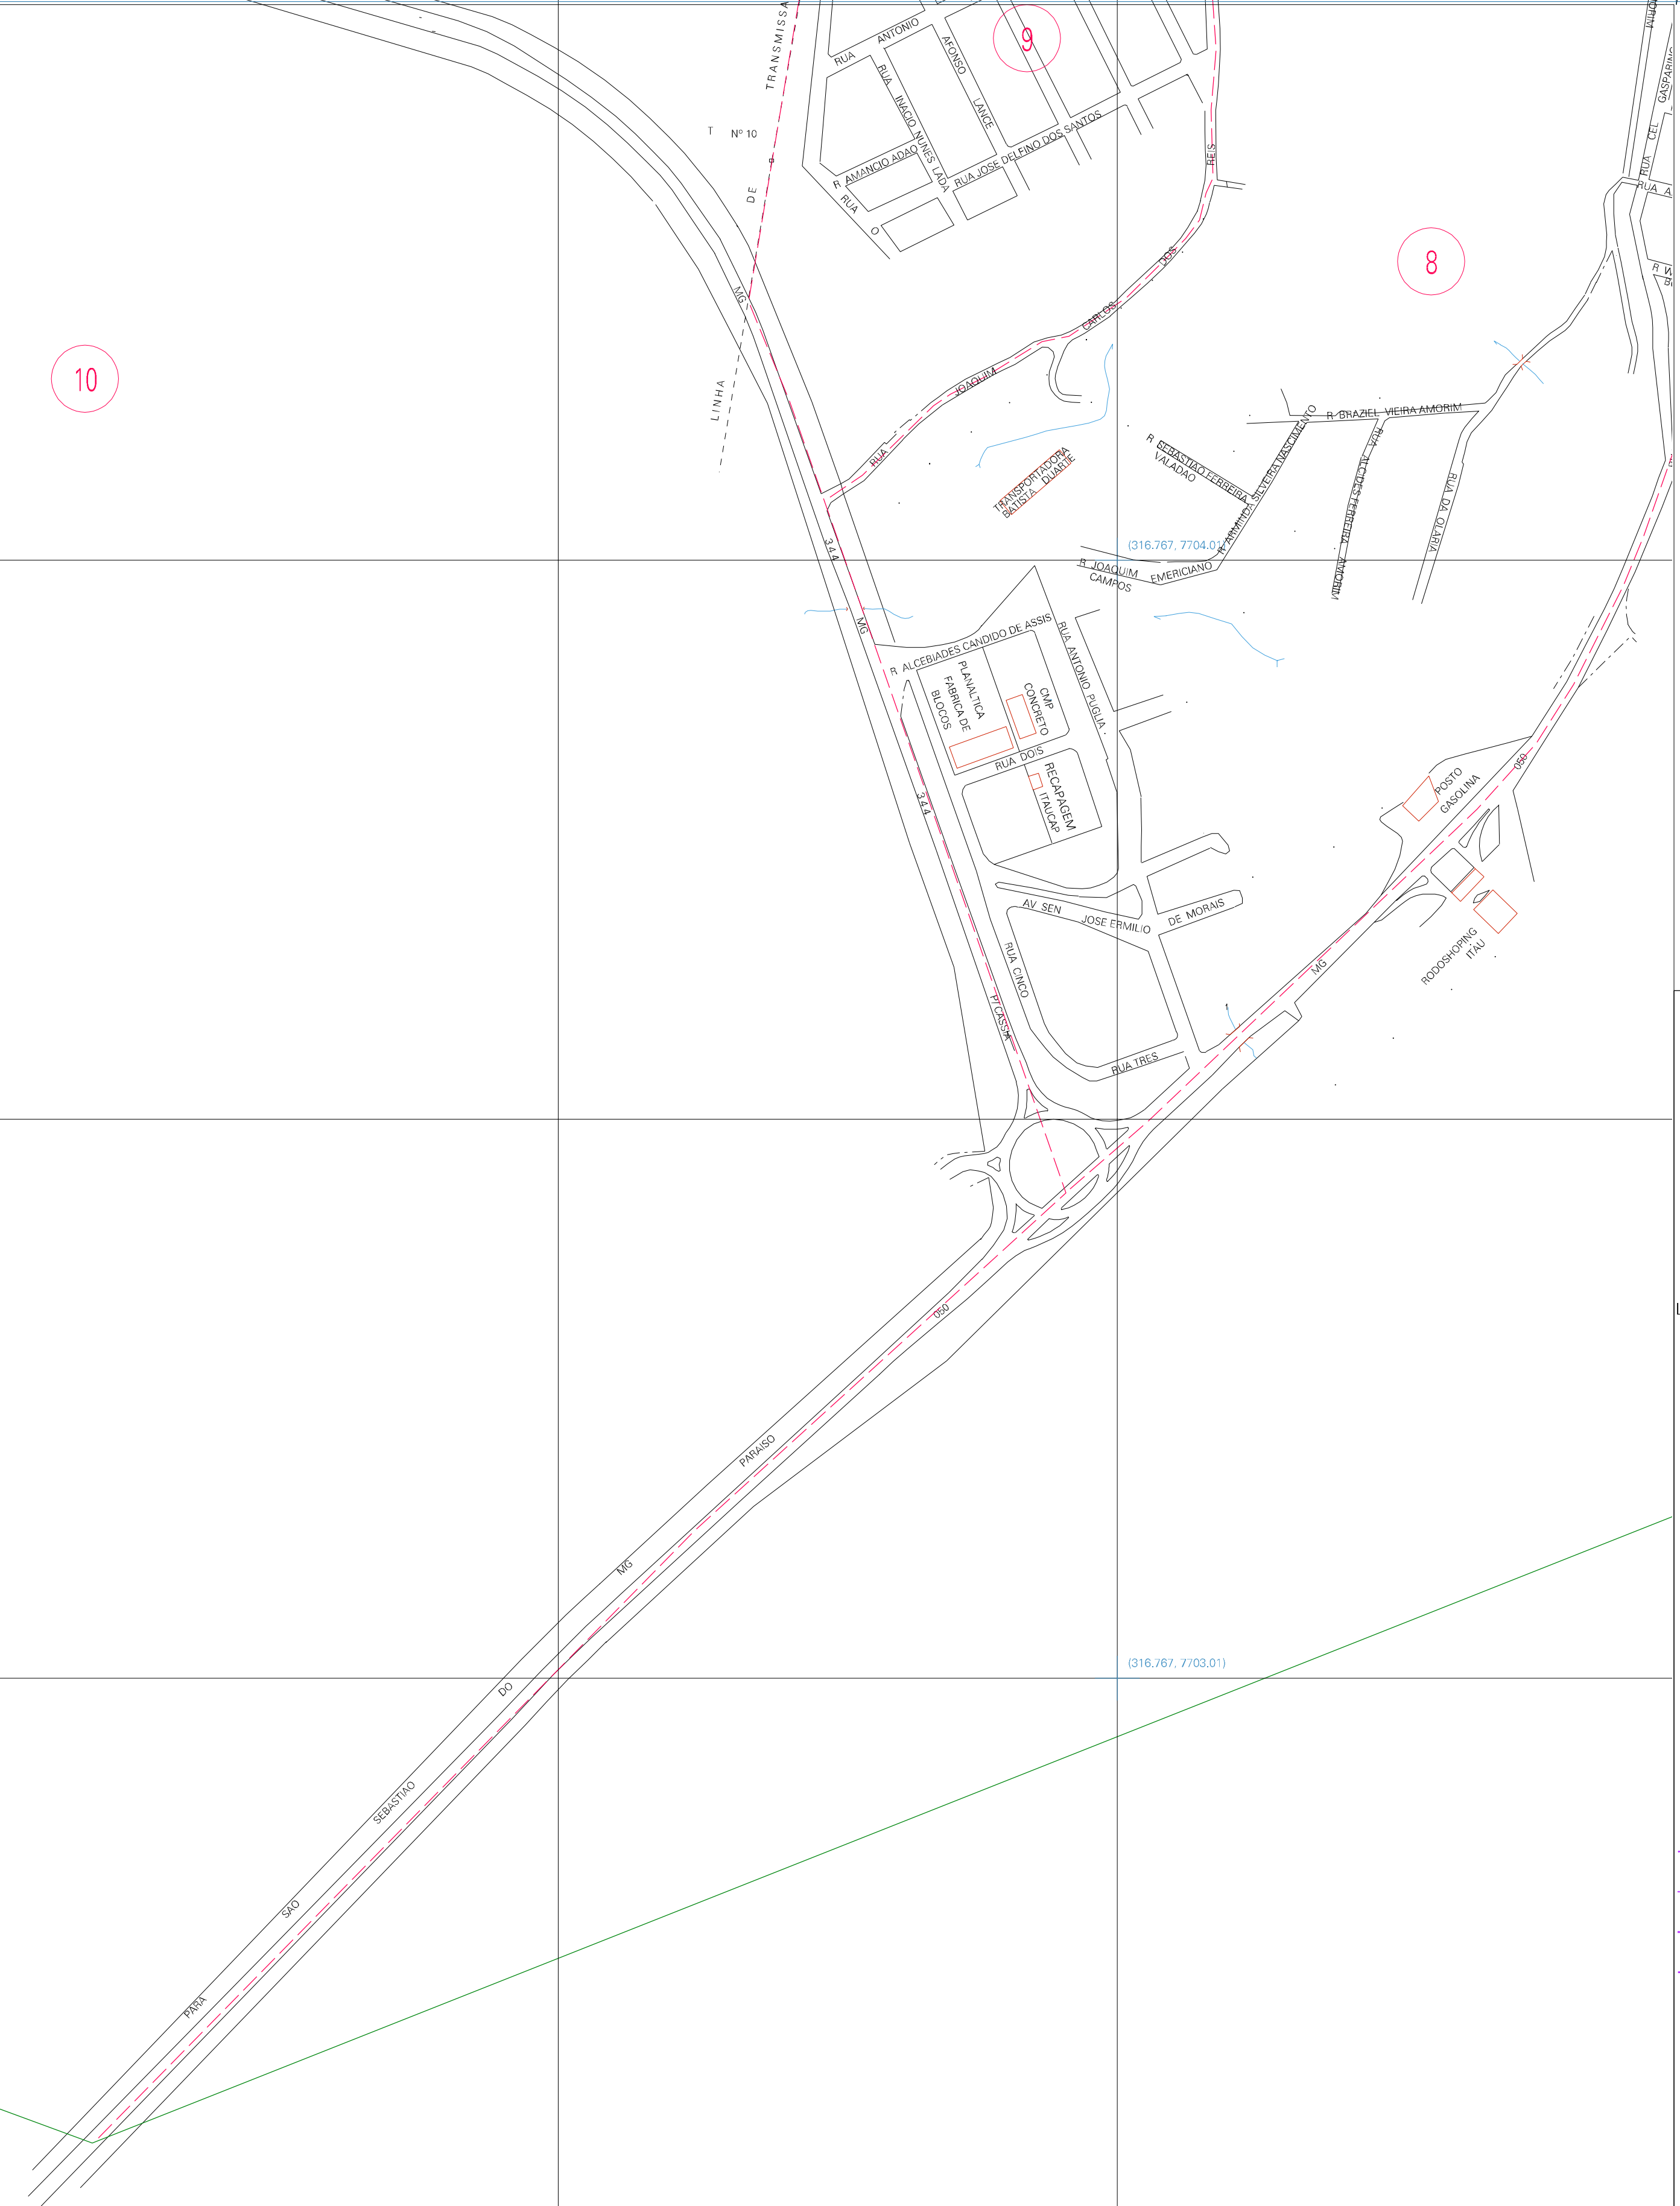 TRANSMISSA
DE
LINHA
T Nº 10
9
8
10
RUA ANTONIO
AFONSO
LANCE
RUA INACIO NUNES LADA
R AMANCIO ADAO
RUA JOSE DELFINO DOS SANTOS
RUA O
RUA JOAQUIM CARLOS DOS REIS
RUA CEL GASPARINO
RUA A
R W
MG
344
MG
344
P/ CASSIA
TRANSPORTADORA
BATISTA DUARTE
R SEBASTIAO FERREIRA
VALADAO
R ARMINDA SILVEIRA NASCIMENTO
R BRAZIEL VIEIRA AMORIM
RUA ALCIDES FERREIRA AMORIM
RUA DA OLARIA
(316.767, 7704.01)
R JOAQUIM EMERICIANO
CAMPOS
R ALCEBIADES CANDIDO DE ASSIS
RUA ANTONIO PUGLIA
PLANALTICA
FABRICA DE
BLOCOS
CMP
CONCRETO
RUA DOIS
RECAPAGEM
ITAUCAP
AV SEN JOSE ERMILIO DE MORAIS
RUA CINCO
RUA TRES
POSTO
GASOLINA
RODOSHOPING
ITAU
050
MG
050
PARAISO
MG
DO
SEBASTIAO
SAO
PARA
(316.767, 7703.01)